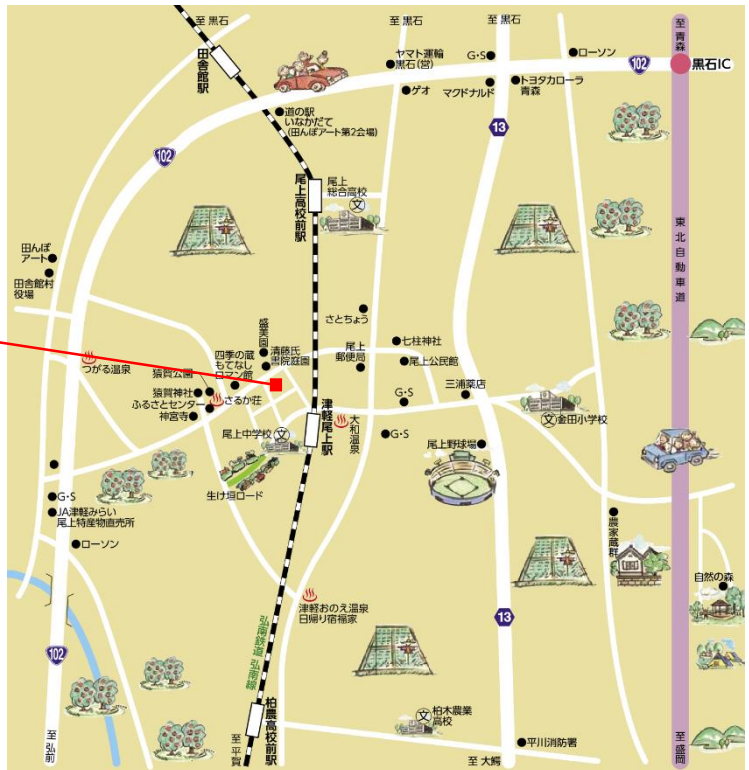 至 黒石
至 黒石
至 黒石
至 青森
田舎館駅
ヤマト運輸
黒石(営)
G・S
ローソン
102
黒石IC
ゲオ
マクドナルド
トヨタカローラ
青森
道の駅
いなかだて
(田んぼアート第2会場)
13
102
尾上高校前駅
尾上
総合高校
文
東北自動車道
田んぼ
アート
田舎館村
役場
さとちょう
盛美園
清藤氏
書院庭園
七柱神社
尾上
郵便局
尾上公民館
つがる温泉
四季の蔵
もてなし
ロマン館
猿賀公園
猿賀神社
さるか荘
ふるさとセンター
神宮寺
三浦薬店
G・S
文
金田小学校
津軽尾上駅
大和温泉
尾上中学校
文
G・S
尾上野球場
生け垣ロード
G・S
JA津軽みらい
尾上特産物直売所
ローソン
農家蔵群
自然の森
津軽おのえ温泉
日帰り宿福家
13
弘南鉄道 弘南線
102
柏農高校前駅
文
柏木農業
高校
平川消防署
至 弘前
至 平賀
至 大鰐
至 盛岡